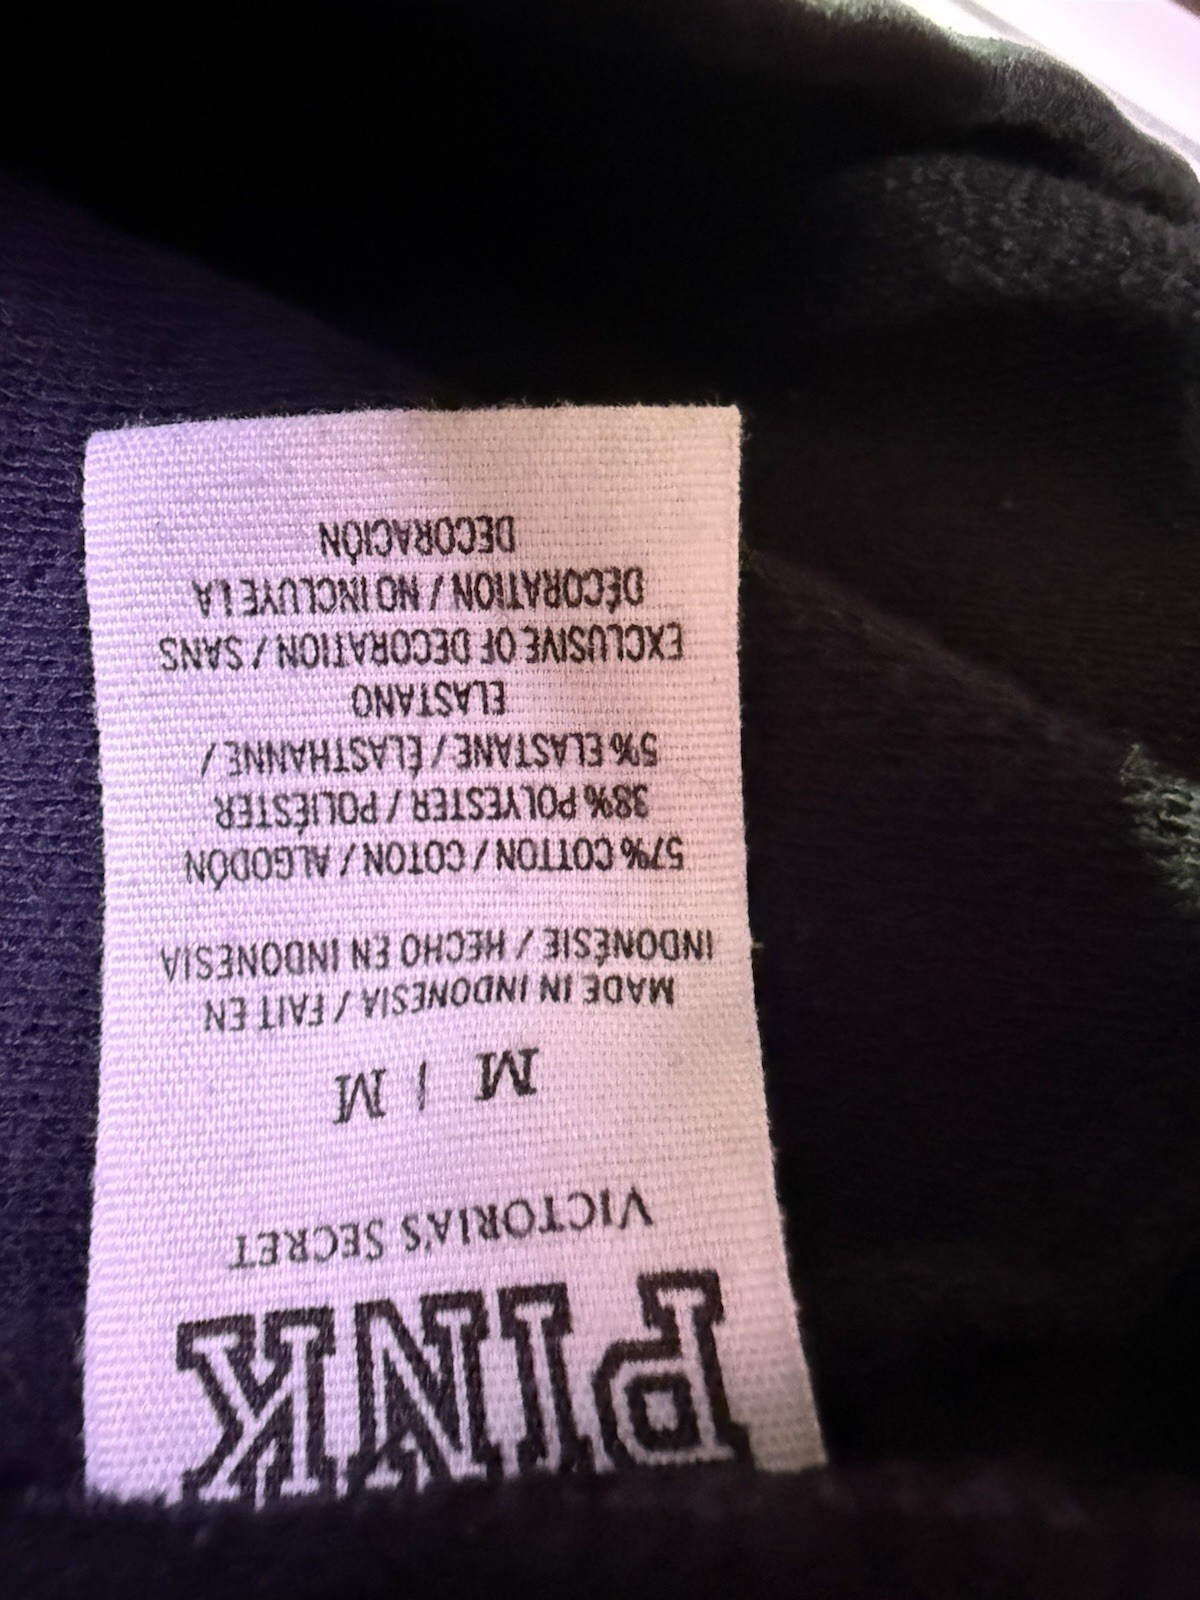 PINK
VICTORIA'S SECRET
M / M
MADE IN INDONESIA / FAIT EN
INDONÉSIE / HECHO EN INDONESIA
57% COTTON / COTON / ALGODÓN
38% POLYESTER / POLIÉSTER
5% ELASTANE / ÉLASTHANNE /
ELASTANO
EXCLUSIVE OF DECORATION / SANS
DÉCORATION / NO INCLUYE LA
DECORACIÓN